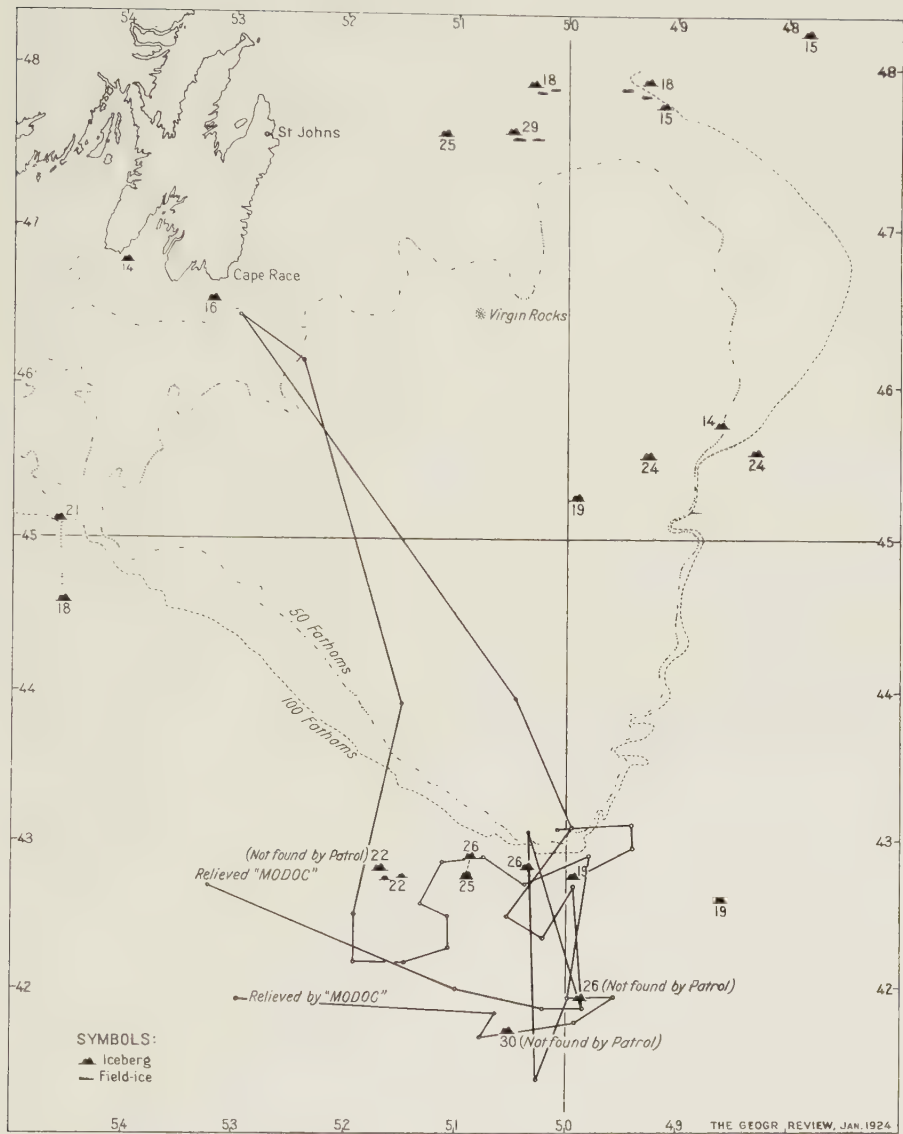 54 53 52 51 50 49 48
48 48
15
18
18
15
St Johns
25
29
47 47
14
Cape Race
16
Virgin Rocks
46 46
14
24
24
19
21
45 45
18
50 Fathoms
100 Fathoms
44 44
43 43
(Not found by Patrol) 22
22
26
25
26
19
19
Relieved "MODOC"
42 42
Relieved by "MODOC"
26 (Not found by Patrol)
30 (Not found by Patrol)
SYMBOLS:
Iceberg
Field-ice
54 53 52 51 50 49 48
THE GEOGR. REVIEW, JAN. 1924